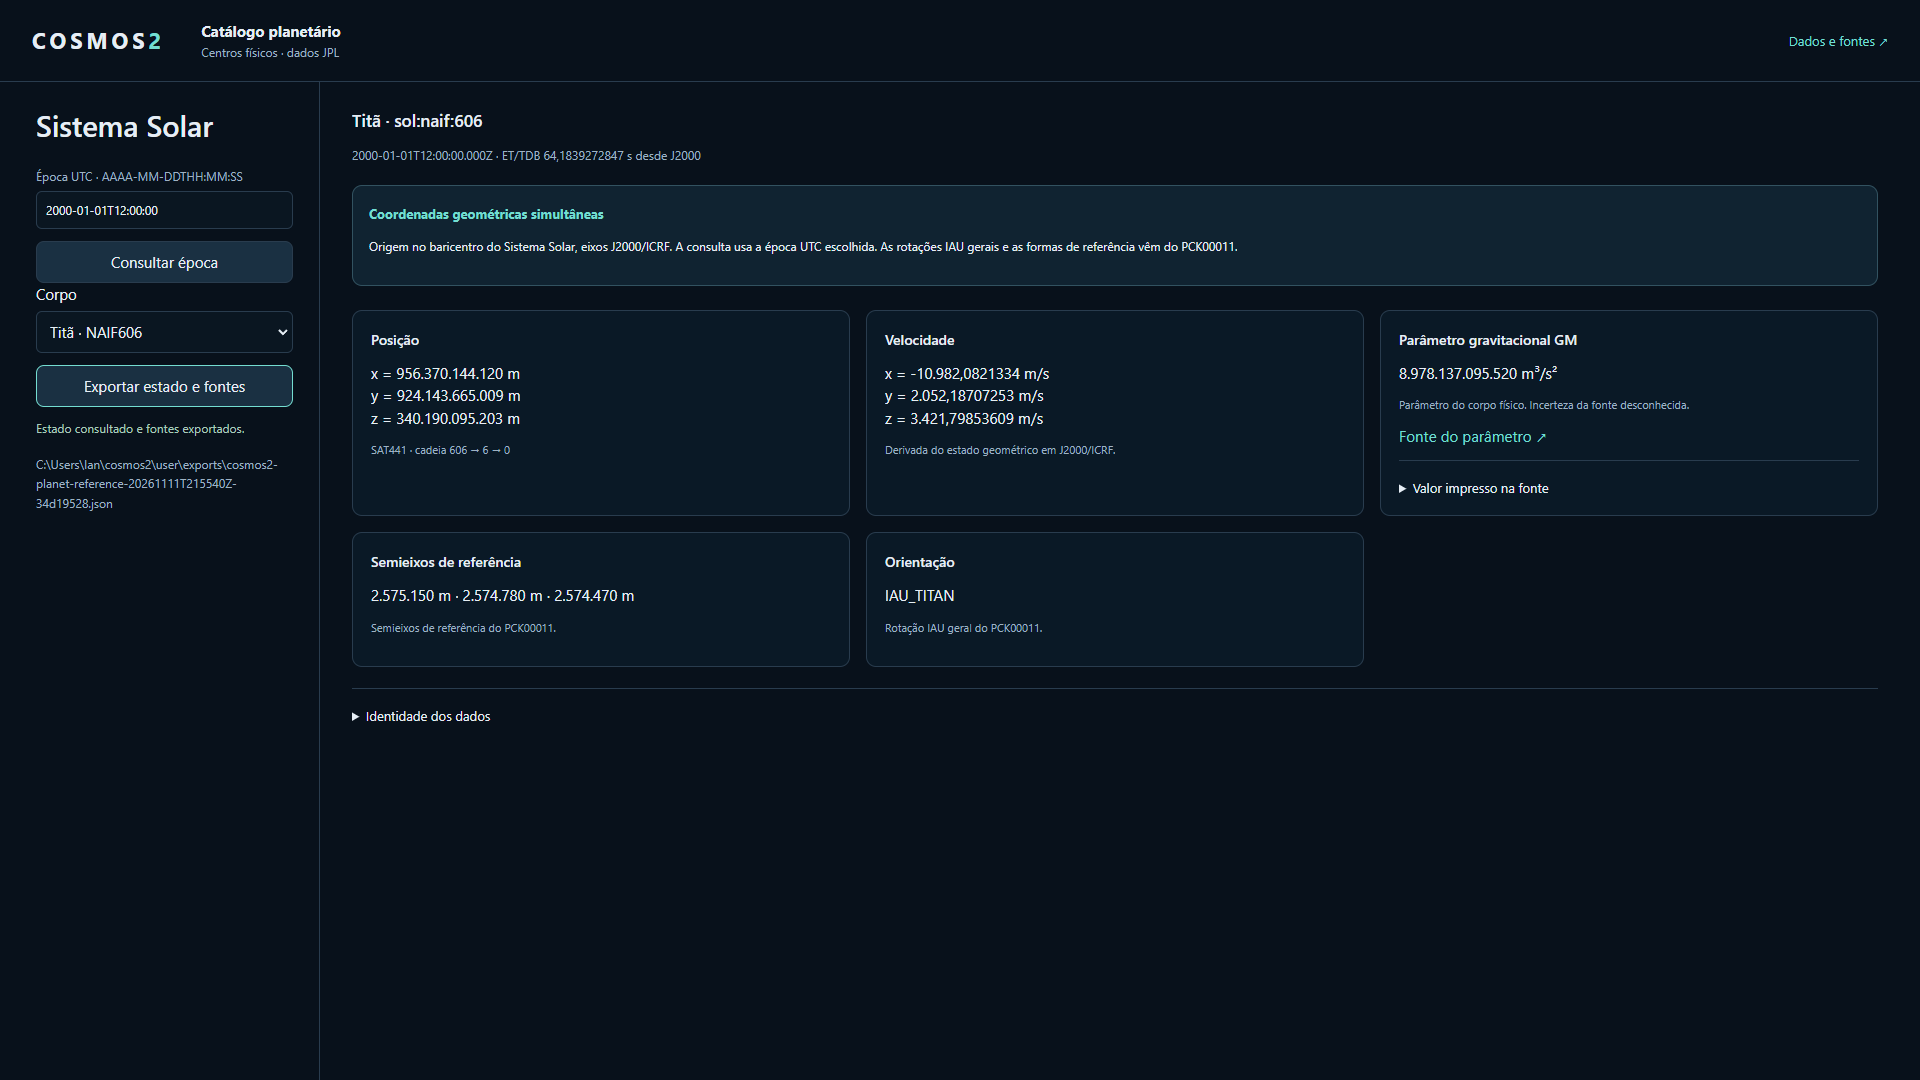 COSMOS2
Catálogo planetário
Centros físicos · dados JPL
Dados e fontes ↗
Sistema Solar
Época UTC · AAAA-MM-DDTHH:MM:SS
2000-01-01T12:00:00
Consultar época
Corpo
Titã · NAIF606
Exportar estado e fontes
Estado consultado e fontes exportados.
C:\Users\Ian\cosmos2\user\exports\cosmos2-
planet-reference-20261111T215540Z-
34d19528.json
Titã · sol:naif:606
2000-01-01T12:00:00.000Z · ET/TDB 64,1839272847 s desde J2000
Coordenadas geométricas simultâneas
Origem no baricentro do Sistema Solar, eixos J2000/ICRF. A consulta usa a época UTC escolhida. As rotações IAU gerais e as formas de referência vêm do PCK00011.
Posição
x = 956.370.144.120 m
y = 924.143.665.009 m
z = 340.190.095.203 m
SAT441 · cadeia 606 → 6 → 0
Velocidade
x = -10.982,0821334 m/s
y = 2.052,18707253 m/s
z = 3.421,79853609 m/s
Derivada do estado geométrico em J2000/ICRF.
Parâmetro gravitacional GM
8.978.137.095.520 m³/s²
Parâmetro do corpo físico. Incerteza da fonte desconhecida.
Fonte do parâmetro ↗
▶ Valor impresso na fonte
Semieixos de referência
2.575.150 m · 2.574.780 m · 2.574.470 m
Semieixos de referência do PCK00011.
Orientação
IAU_TITAN
Rotação IAU geral do PCK00011.
▶ Identidade dos dados